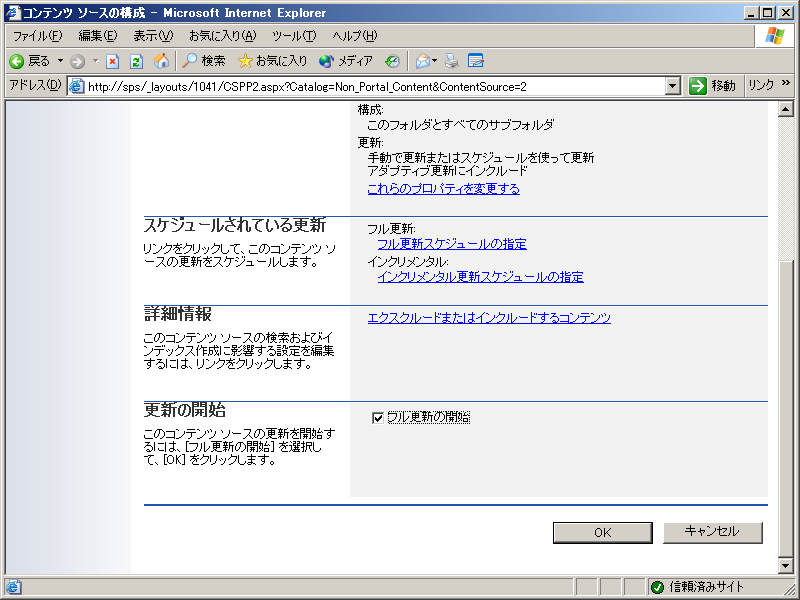 コンテンツ ソースの構成 - Microsoft Internet Explorer
ファイル(F) 編集(E) 表示(V) お気に入り(A) ツール(T) ヘルプ(H)
戻る 検索 お気に入り メディア
アドレス(D) http://sps/_layouts/1041/CSPP2.aspx?Catalog=Non_Portal_Content&ContentSource=2 移動 リンク »
構成:
このフォルダとすべてのサブフォルダ
更新:
手動で更新またはスケジュールを使って更新
アダプティブ更新にインクルード
これらのプロパティを変更する
スケジュールされている更新
リンクをクリックして、このコンテンツ ソ
ースの更新をスケジュールします。
フル更新:
フル更新スケジュールの指定
インクリメンタル:
インクリメンタル更新スケジュールの指定
詳細情報
このコンテンツ ソースの検索およびイ
ンデックス作成に影響する設定を編集
するには、リンクをクリックします。
エクスクルードまたはインクルードするコンテンツ
更新の開始
このコンテンツ ソースの更新を開始す
るには、[フル更新の開始] を選択し
て、[OK] をクリックします。
フル更新の開始
OK キャンセル
信頼済みサイト